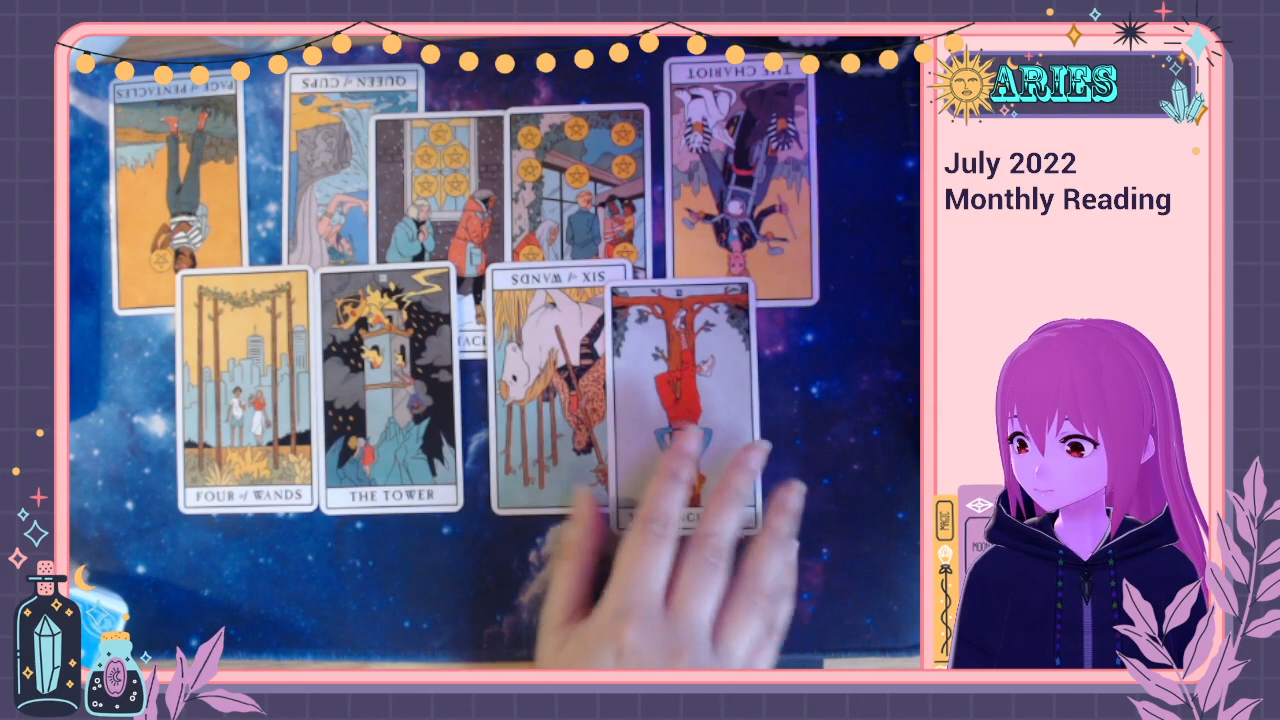 ARIES
July 2022
Monthly Reading
PAGE of PENTACLES
QUEEN of CUPS
THE CHARIOT
SIX of WANDS
FOUR of WANDS
THE TOWER
MAGIC